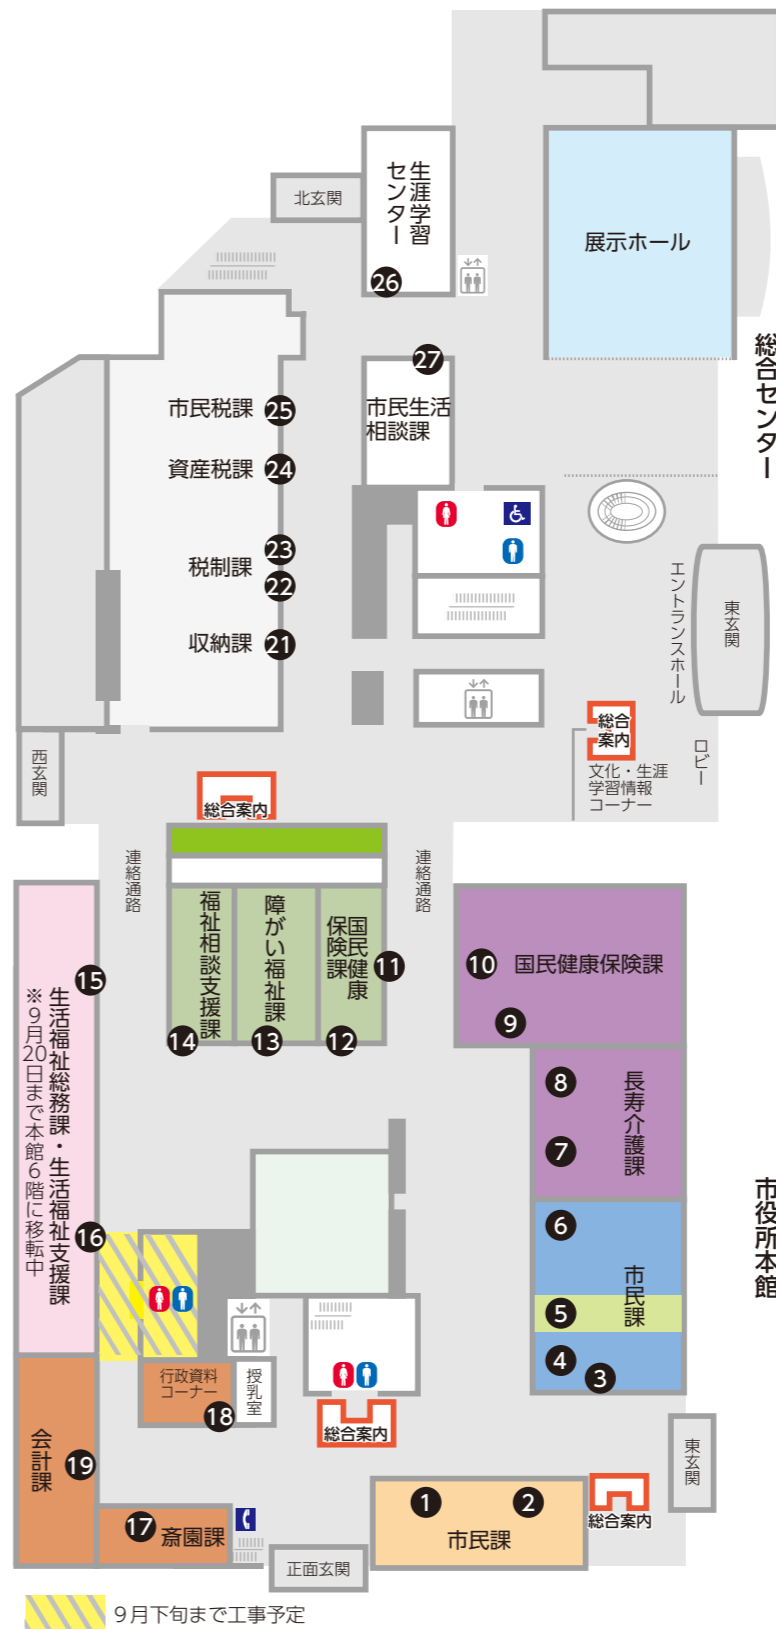 北玄関
生涯学習
センター
26
展示ホール
総合センター
27
市民生活
相談課
市民税課
25
資産税課
24
税制課
23
22
収納課
21
エントランスホール
東玄関
総合
案内
文化・生涯
学習情報
コーナー
ロビー
西玄関
総合案内
連絡通路
連絡通路
福祉相談支援課
14
障がい福祉課
13
国民健康
保険課
11
12
10
国民健康保険課
9
15
生活福祉総務課・生活福祉支援課
※9月20日まで本館6階に移転中
16
8
長寿介護課
7
6
市民課
5
4
3
市役所本館
行政資料
コーナー
18
授乳室
総合案内
会計課
19
17
斎園課
正面玄関
1
2
市民課
総合案内
東玄関
9月下旬まで工事予定